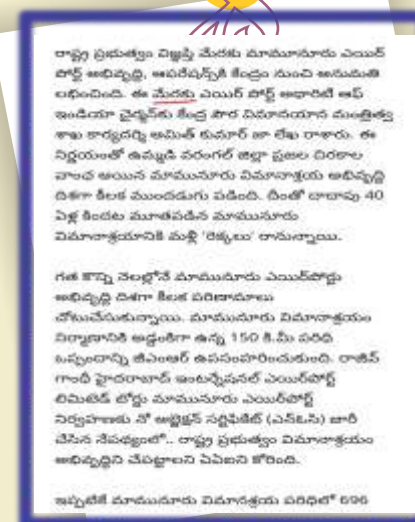 రాష్ట్ర ప్రభుత్వం విజ్ఞప్తి మేరకు మామునూరు ఎయిర్
పోర్ట్ అభివృద్ధి, ఆపరేషన్స్‌కి కేంద్రం నుంచి అనుమతి
లభించింది. ఈ మేరకు ఎయిర్ పోర్ట్ అథారిటీ ఆఫ్
ఇండియా చైర్మన్‌కు కేంద్ర పౌర విమానయాన మంత్రిత్వ
శాఖ కార్యదర్శి అమిత్ కుమార్ జా లేఖ రాశారు. ఈ
నిర్ణయంతో ఉమ్మడి వరంగల్ జిల్లా ప్రజల చిరకాల
వాంఛ అయిన మామునూరు విమానాశ్రయ అభివృద్ధి
దిశగా కీలక ముందడుగు పడింది. దీంతో దాదాపు 40
ఏళ్ల కిందట మూతపడిన మామునూరు
విమానాశ్రయానికి మళ్లీ 'రెక్కలు' రానున్నాయి.
గత కొన్ని నెలల్లోనే మామునూరు ఎయిర్‌పోర్టు
అభివృద్ధి దిశగా కీలక పరిణామాలు
చోటుచేసుకున్నాయి. మామునూరు విమానాశ్రయం
నిర్మాణానికి అడ్డంకిగా ఉన్న 150 కి.మీ పరిధి
ఒప్పందాన్ని జీఎంఆర్ ఉపసంహరించుకుంది. రాజీవ్
గాంధీ హైదరాబాద్ ఇంటర్నేషనల్ ఎయిర్‌పోర్ట్
లిమిటెడ్ బోర్డు మామునూరు ఎయిర్‌పోర్ట్
నిర్వహణకు నో అబ్జెక్షన్ సర్టిఫికేట్ (ఎన్ఓసి) జారీ
చేసిన నేపథ్యంలో.. రాష్ట్ర ప్రభుత్వం విమానాశ్రయం
అభివృద్ధిని చేపట్టాలని ఏఏఐని కోరింది.
ఇప్పటికే మామునూరు విమానశ్రయ పరిధిలో 696